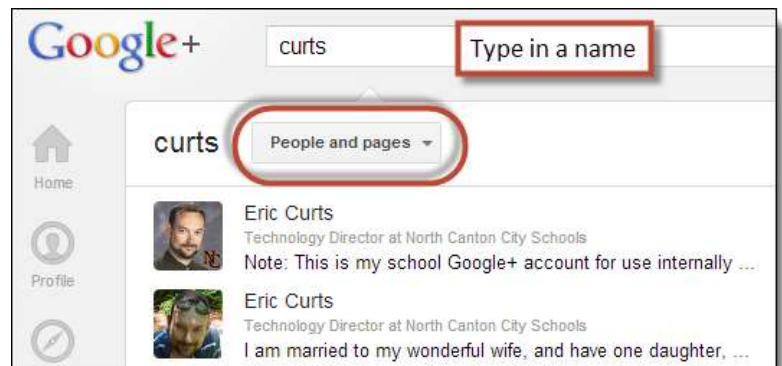 Google+
curts
Type in a name
curts
People and pages
Home
Eric Curts
Technology Director at North Canton City Schools
Note: This is my school Google+ account for use internally ...
NC
Profile
Eric Curts
Technology Director at North Canton City Schools
I am married to my wonderful wife, and have one daughter, ...